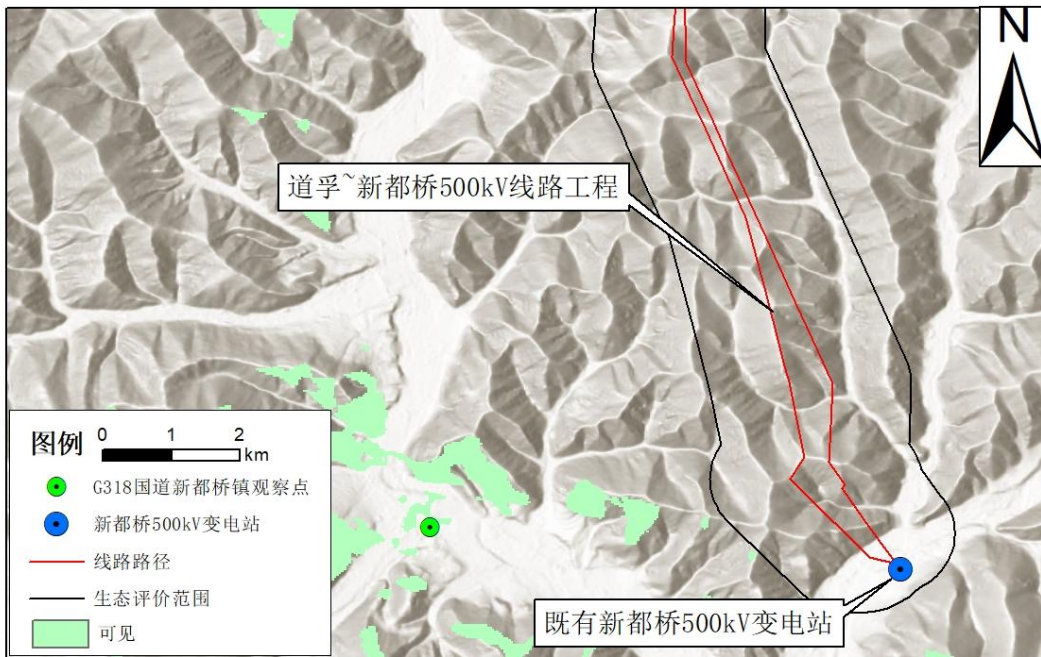 N
道孚~新都桥500kV线路工程
图例
0 1 2
km
G318国道新都桥镇观察点
新都桥500kV变电站
线路路径
生态评价范围
可见
既有新都桥500kV变电站